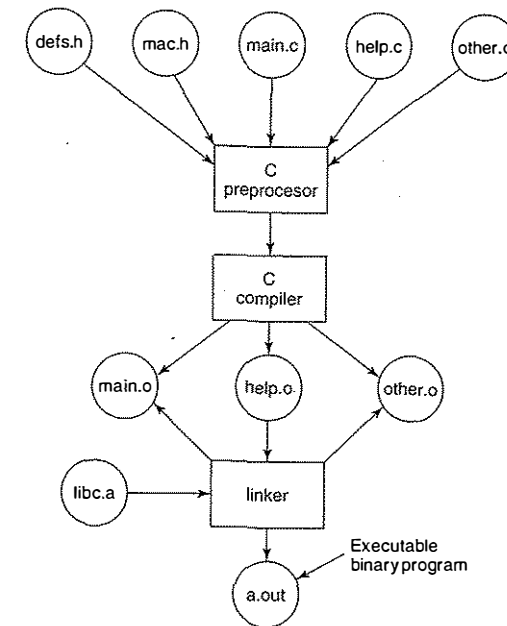 defs.h
mac.h
main.c
help.c
other.c
C
preprocesor
C
compiler
main.o
help.o
other.o
libc.a
linker
Executable
binary program
a.out